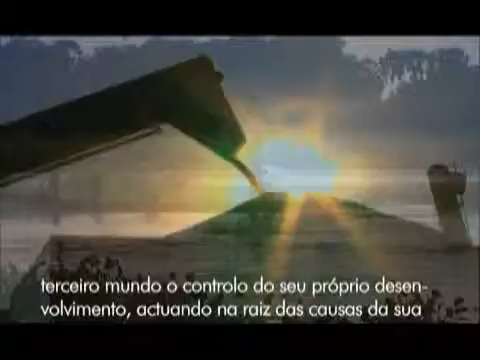 terceiro mundo o controlo do seu próprio desen-
volvimento, actuando na raiz das causas da sua